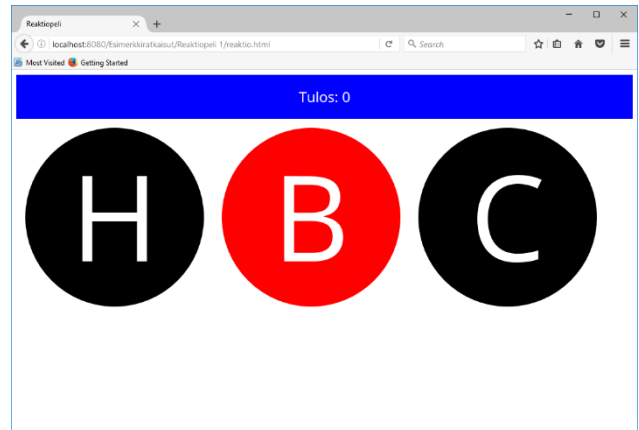 Reaktiopeli
localhost:8080/Esimerkkiratkaisut/Reaktiopeli 1/reaktio.html
Search
Most Visited
Getting Started
Tulos: 0
H B C